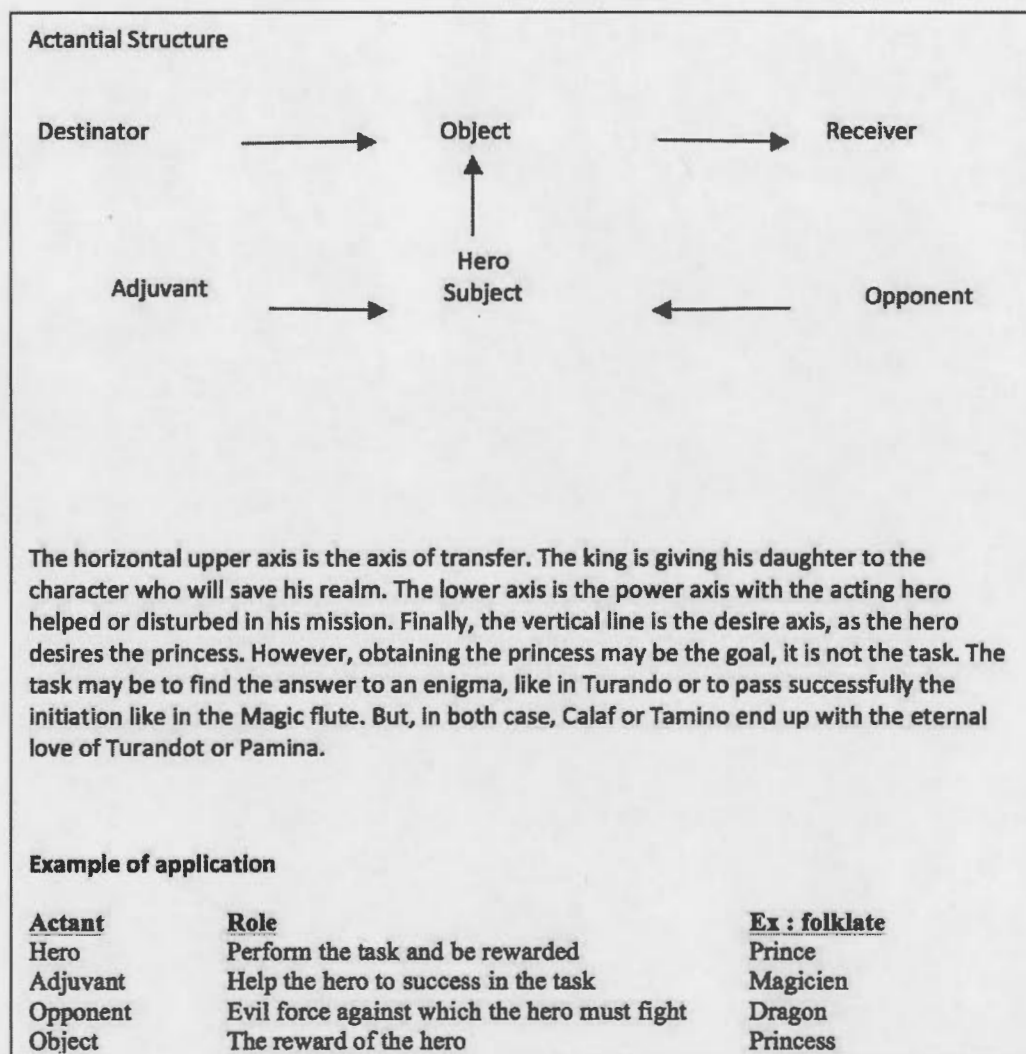 Actantial Structure
Destinator Object Receiver
Hero
Adjuvant Subject Opponent
The horizontal upper axis is the axis of transfer. The king is giving his daughter to the
character who will save his realm. The lower axis is the power axis with the acting hero
helped or disturbed in his mission. Finally, the vertical line is the desire axis, as the hero
desires the princess. However, obtaining the princess may be the goal, it is not the task. The
task may be to find the answer to an enigma, like in Turando or to pass successfully the
initiation like in the Magic flute. But, in both case, Calaf or Tamino end up with the eternal
love of Turandot or Pamina.
Example of application
Actant Role Ex : folklate
Hero Perform the task and be rewarded Prince
Adjuvant Help the hero to success in the task Magicien
Opponent Evil force against which the hero must fight Dragon
Object The reward of the hero Princess